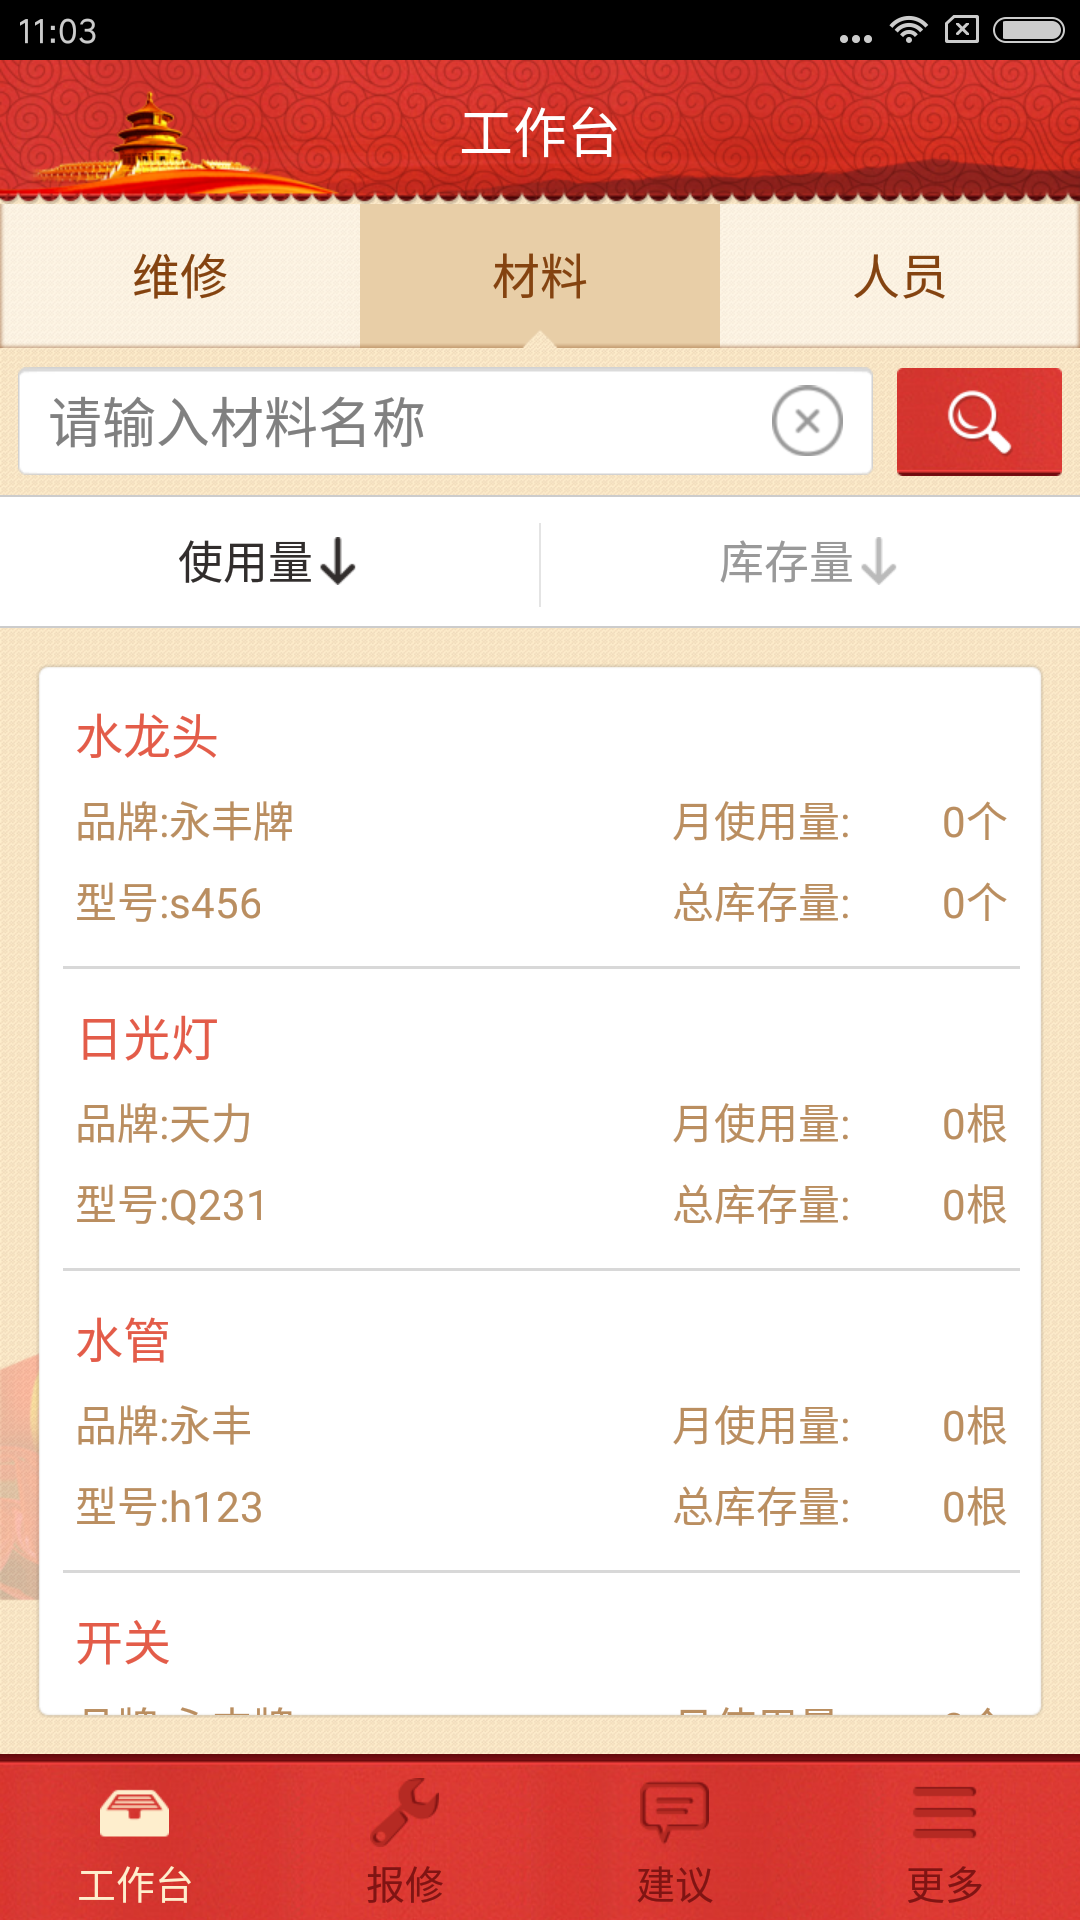 11:03
工作台
维修 材料 人员
请输入材料名称
使用量 库存量
水龙头
品牌:永丰牌 月使用量: 0个
型号:s456 总库存量: 0个
日光灯
品牌:天力 月使用量: 0根
型号:Q231 总库存量: 0根
水管
品牌:永丰 月使用量: 0根
型号:h123 总库存量: 0根
开关
工作台 报修 建议 更多